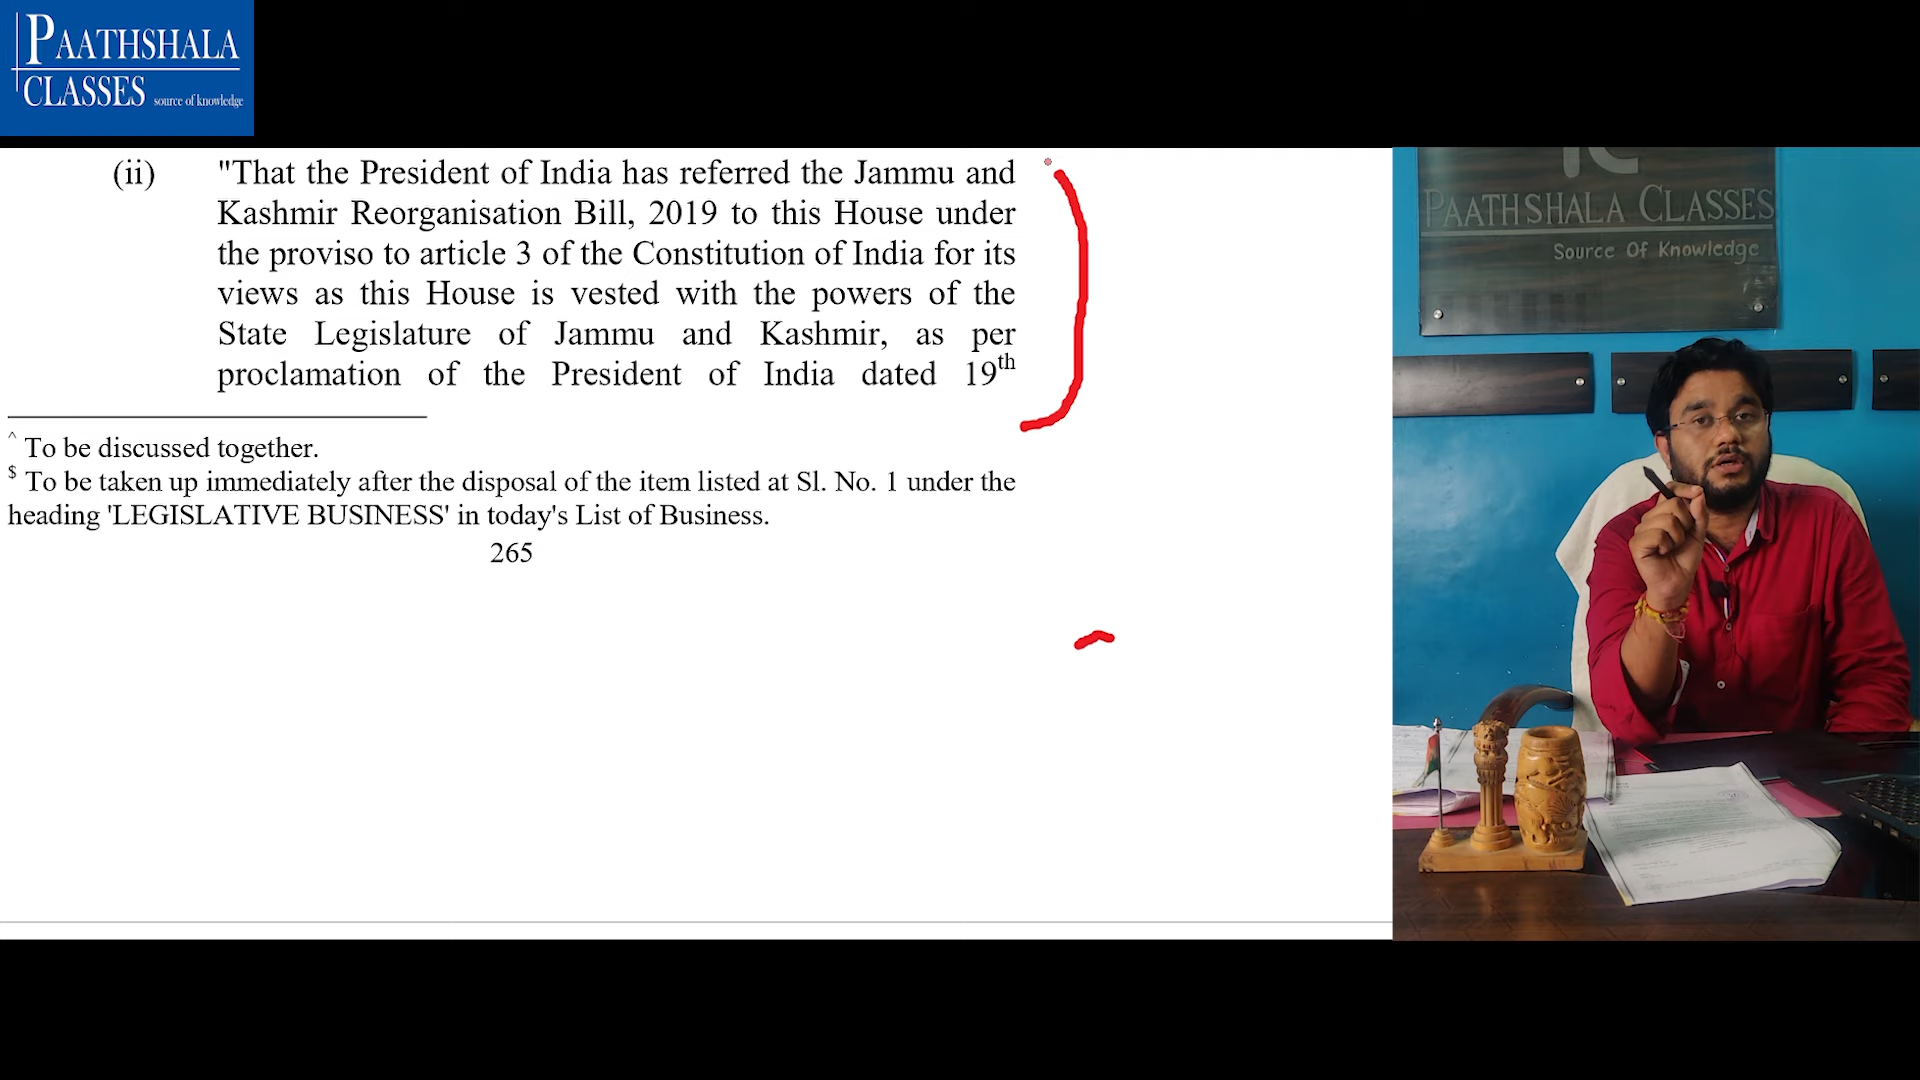 PAATHSHALA
CLASSES source of knowledge
(ii) "That the President of India has referred the Jammu and
Kashmir Reorganisation Bill, 2019 to this House under
the proviso to article 3 of the Constitution of India for its
views as this House is vested with the powers of the
State Legislature of Jammu and Kashmir, as per
proclamation of the President of India dated 19th
^ To be discussed together.
$ To be taken up immediately after the disposal of the item listed at Sl. No. 1 under the
heading 'LEGISLATIVE BUSINESS' in today's List of Business.
265
PAATHSHALA CLASSES
Source Of Knowledge